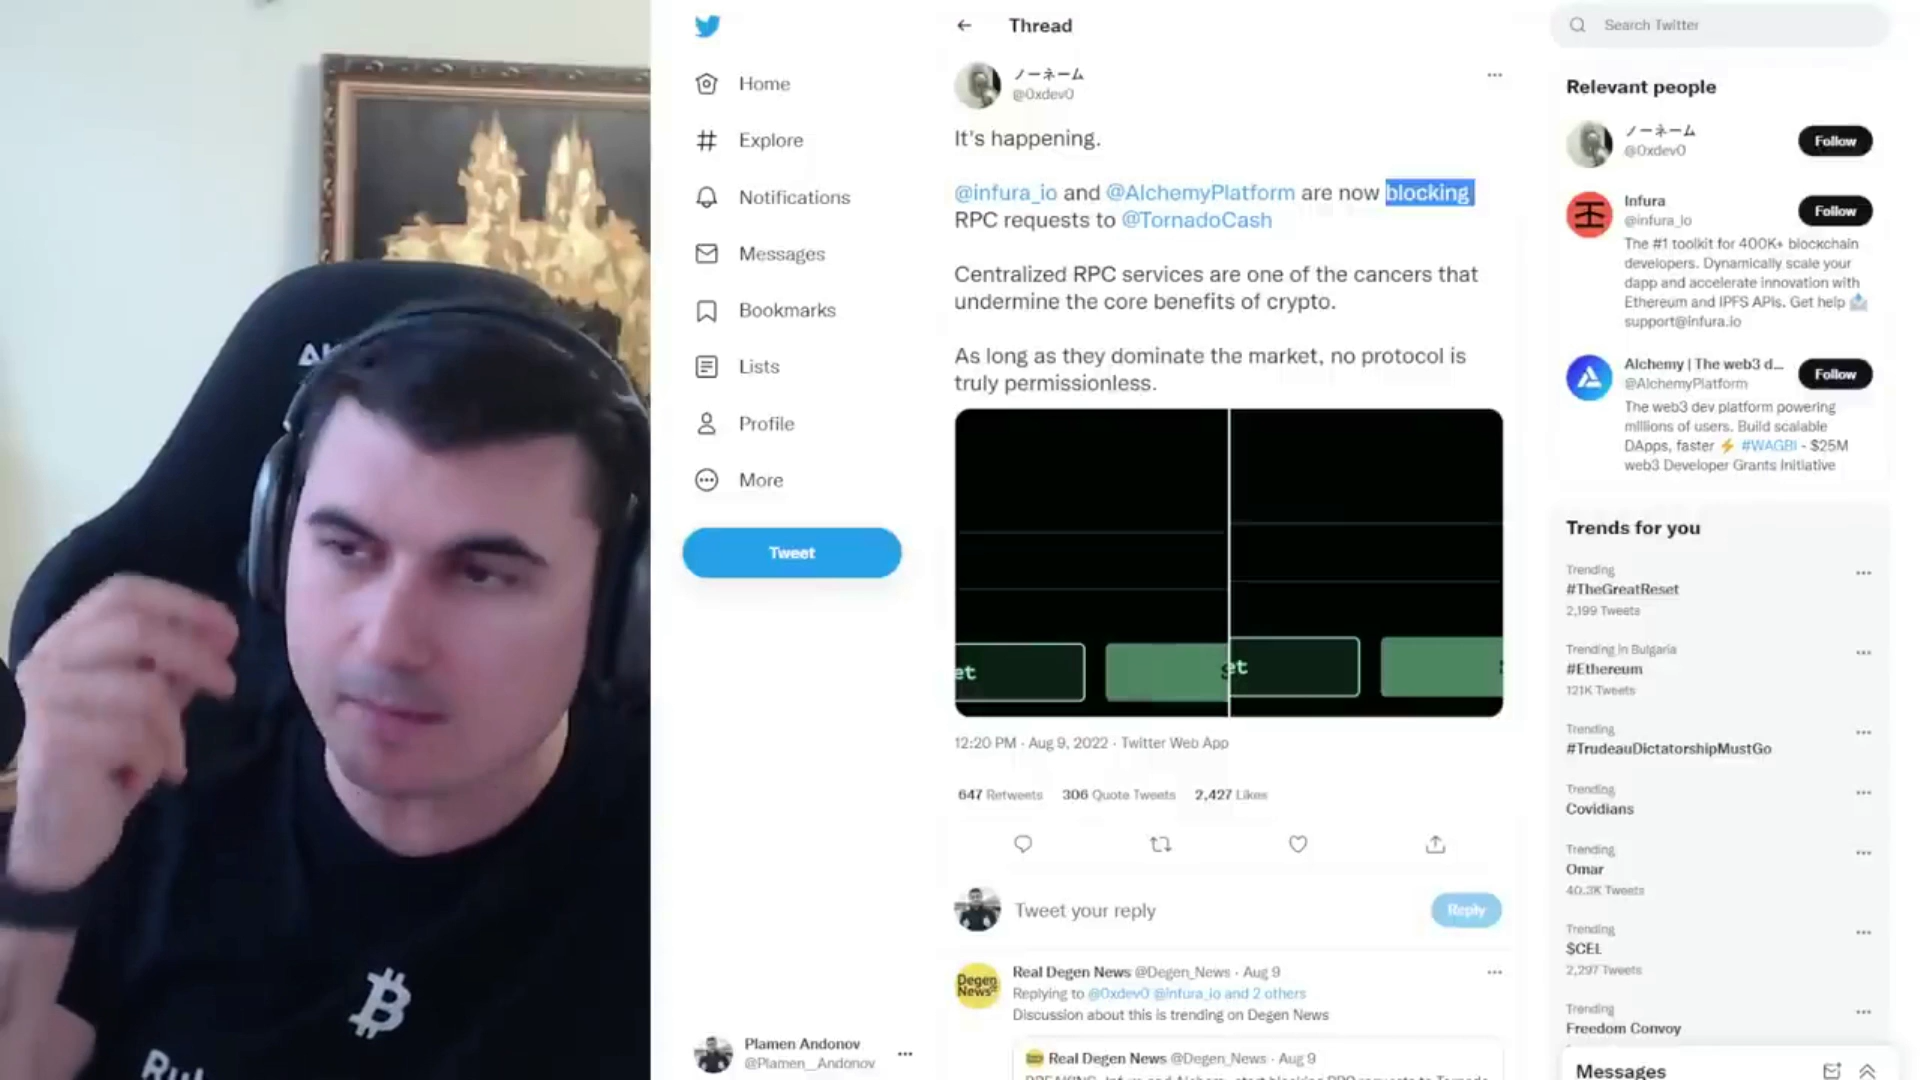 Home
Explore
Notifications
Messages
Bookmarks
Lists
Profile
More
Tweet
Plamen Andonov
@Plamen__Andonov
Thread
ノーネーム
@0xdev0
It's happening.
@infura_io and @AlchemyPlatform are now blocking
RPC requests to @TornadoCash
Centralized RPC services are one of the cancers that
undermine the core benefits of crypto.
As long as they dominate the market, no protocol is
truly permissionless.
et
et
12:20 PM · Aug 9, 2022 · Twitter Web App
647 Retweets 306 Quote Tweets 2,427 Likes
Tweet your reply
Reply
Degen
News
Real Degen News @Degen_News · Aug 9
Replying to @0xdev0 @infura_io and 2 others
Discussion about this is trending on Degen News
Real Degen News @Degen_News · Aug 9
Search Twitter
Relevant people
ノーネーム
@0xdev0
Follow
Infura
@infura_io
Follow
The #1 toolkit for 400K+ blockchain
developers. Dynamically scale your
dapp and accelerate innovation with
Ethereum and IPFS APIs. Get help 📩
support@infura.io
Alchemy | The web3 d...
@AlchemyPlatform
Follow
The web3 dev platform powering
millions of users. Build scalable
DApps, faster ⚡ #WAGBI - $25M
web3 Developer Grants Initiative
Trends for you
Trending
#TheGreatReset
2,199 Tweets
Trending in Bulgaria
#Ethereum
121K Tweets
Trending
#TrudeauDictatorshipMustGo
Trending
Covidians
Trending
Omar
40.3K Tweets
Trending
$CEL
2,297 Tweets
Trending
Freedom Convoy
Messages